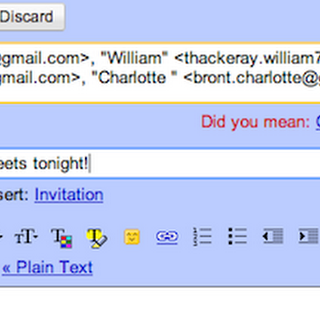 Discard
@gmail.com>, "William" <thackeray.william7
gmail.com>, "Charlotte " <bront.charlotte@g
Did you mean:
eets tonight!
sert: Invitation
« Plain Text